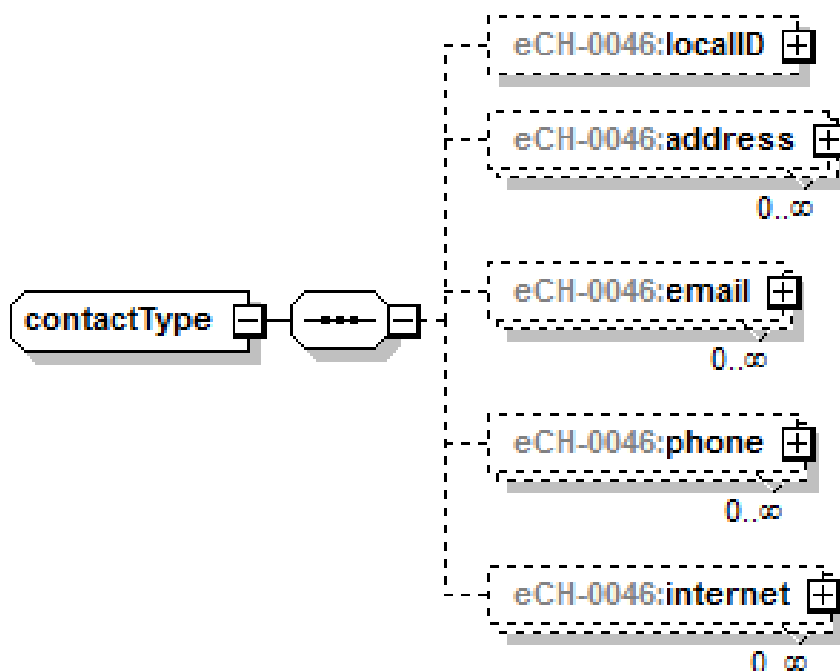 eCH-0046:localID
eCH-0046:address
0..∞
eCH-0046:email
0..∞
contactType
eCH-0046:phone
0..∞
eCH-0046:internet
0..∞